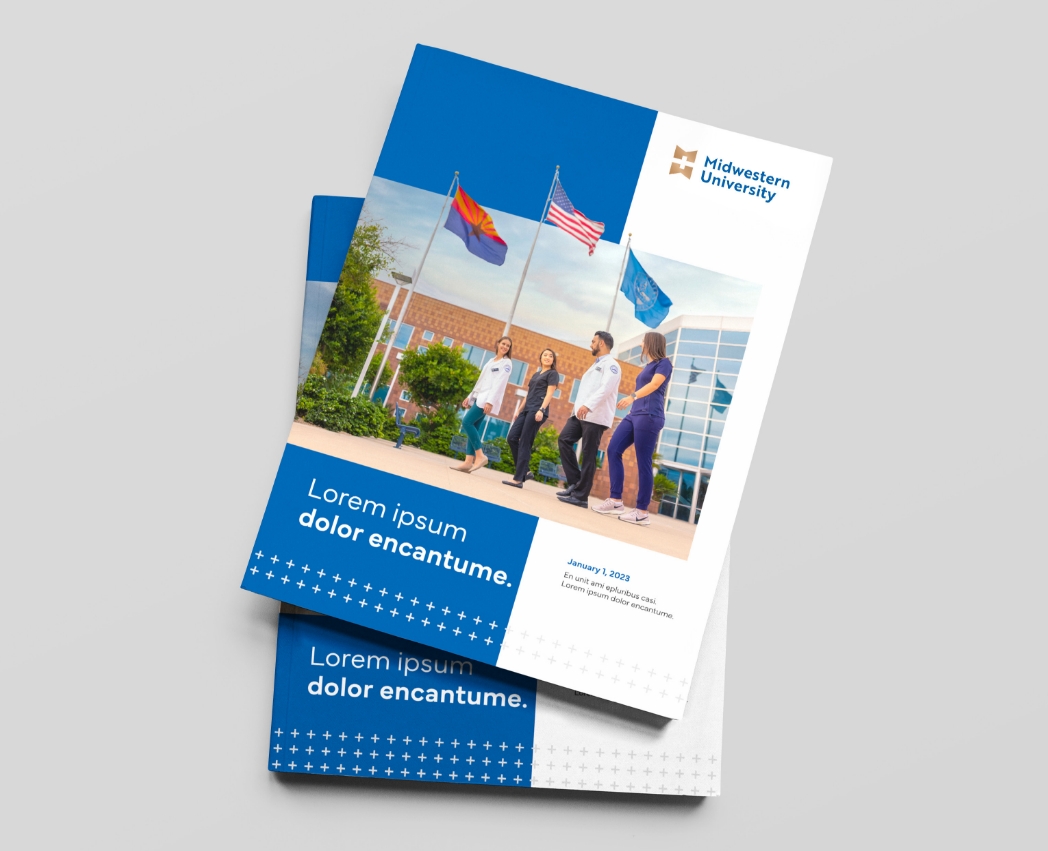 Midwestern
University
Lorem ipsum
dolor encantume.
January 1, 2023
En unit ami epluribus casi.
Lorem ipsum dolor encantume.
Lorem ipsum
dolor encantume.